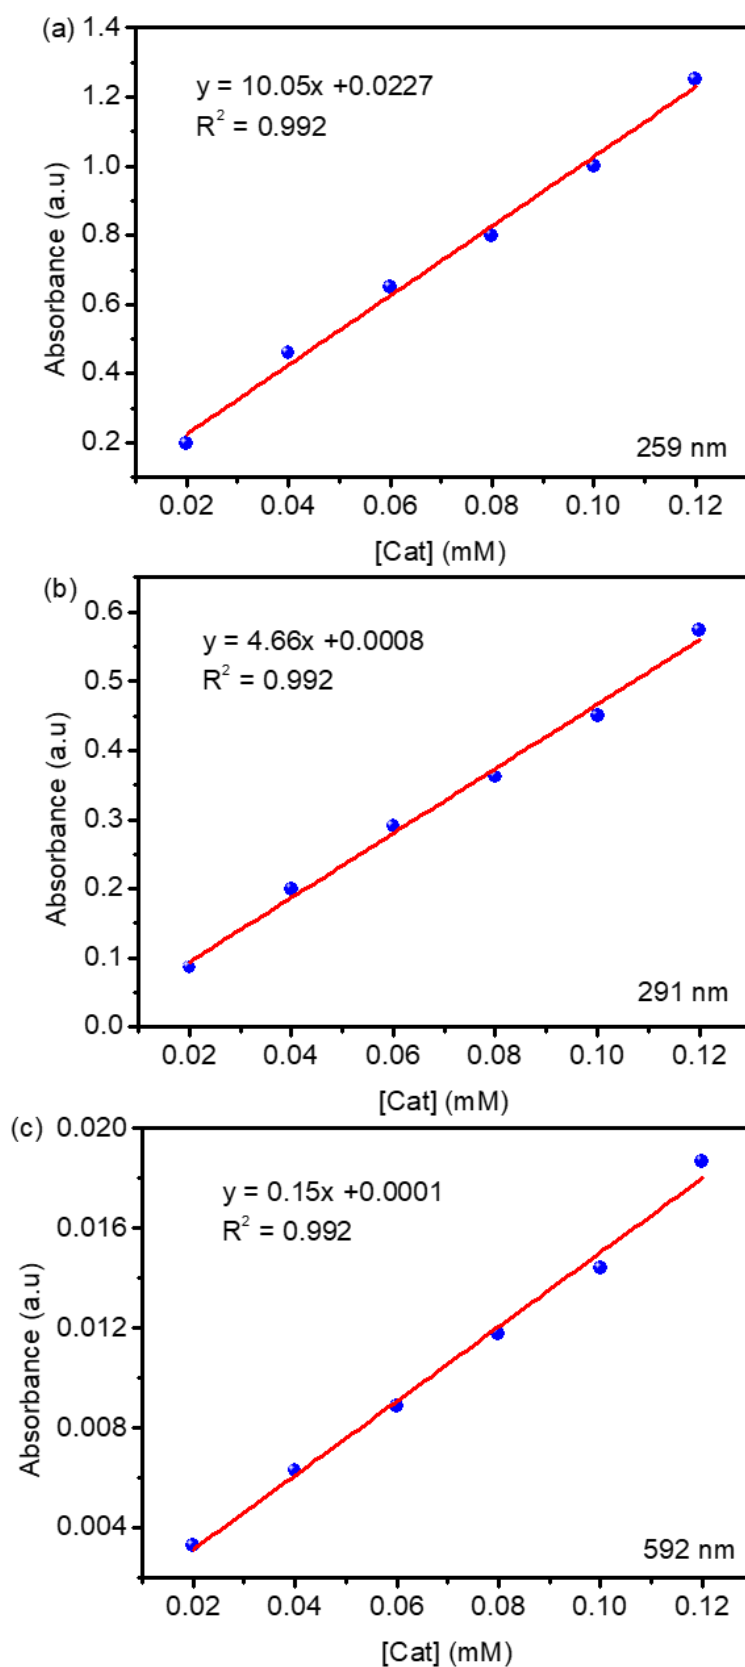 (a)
1.4
1.2
1.0
0.8
0.6
0.4
0.2
Absorbance (a.u)
y = 10.05x +0.0227
R² = 0.992
259 nm
0.02 0.04 0.06 0.08 0.10 0.12
[Cat] (mM)
(b)
0.6
0.5
0.4
0.3
0.2
0.1
0.0
Absorbance (a.u)
y = 4.66x +0.0008
R² = 0.992
291 nm
0.02 0.04 0.06 0.08 0.10 0.12
[Cat] (mM)
(c)
0.020
0.016
0.012
0.008
0.004
Absorbance (a.u)
y = 0.15x +0.0001
R² = 0.992
592 nm
0.02 0.04 0.06 0.08 0.10 0.12
[Cat] (mM)